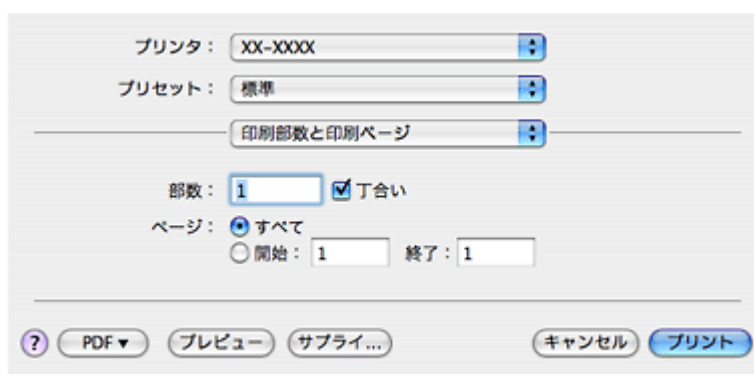 プリンタ： XX-XXXX
プリセット： 標準
印刷部数と印刷ページ
部数： 1 丁合い
ページ： すべて
開始： 1 終了： 1
? PDF▼ プレビュー サプライ... キャンセル プリント